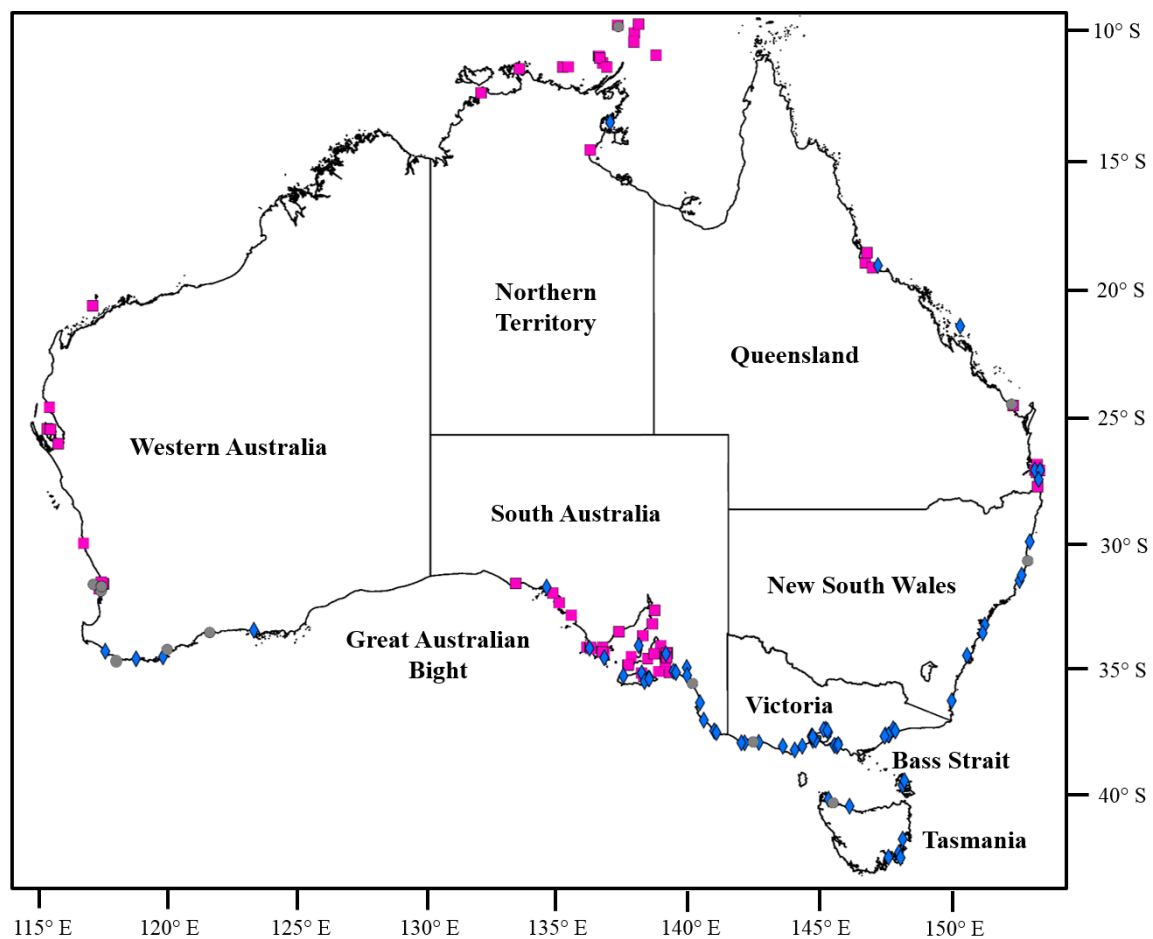 10° S
15° S
Northern
Territory
20° S
Queensland
25° S
Western Australia
South Australia
30° S
New South Wales
Great Australian
Bight
35° S
Victoria
Bass Strait
40° S
Tasmania
115° E 120° E 125° E 130° E 135° E 140° E 145° E 150° E